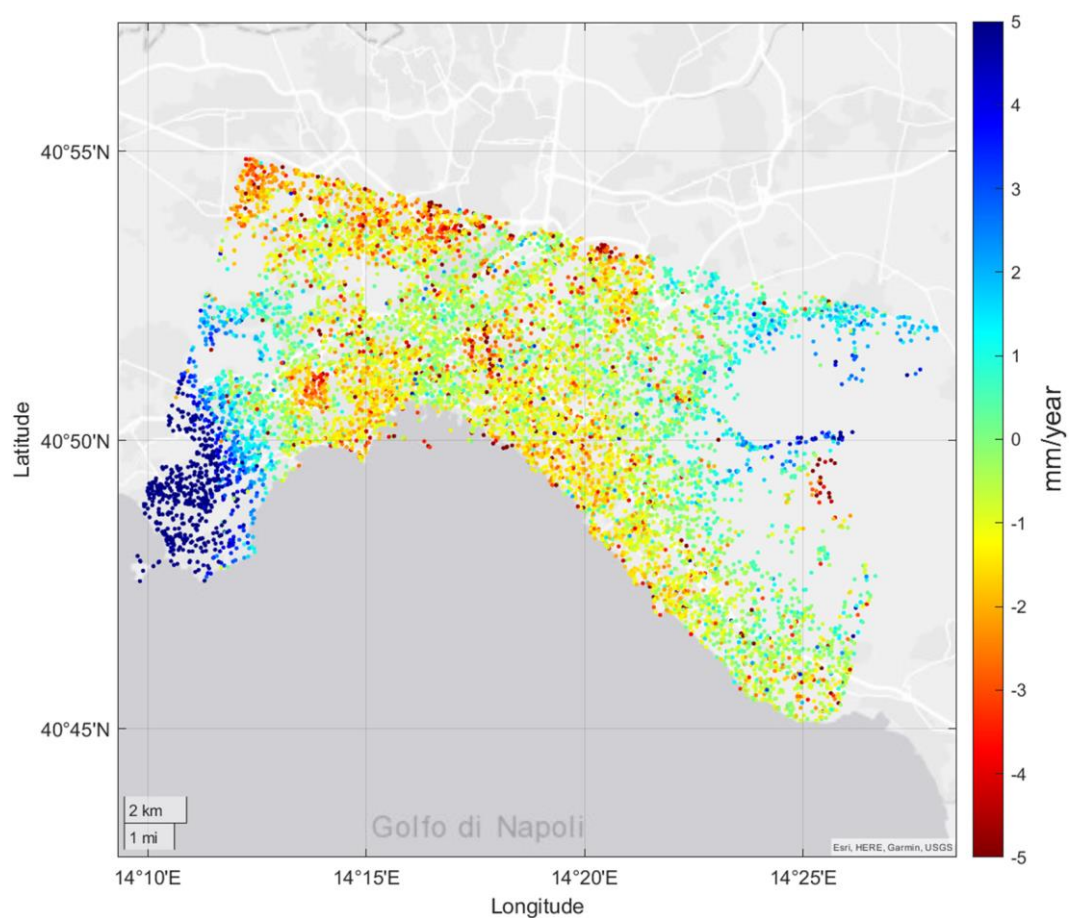 5
4
3
2
1
0
-1
-2
-3
-4
-5
mm/year
40°55'N
40°50'N
40°45'N
Latitude
2 km
1 mi
Golfo di Napoli
Esri, HERE, Garmin, USGS
14°10'E
14°15'E
14°20'E
14°25'E
Longitude